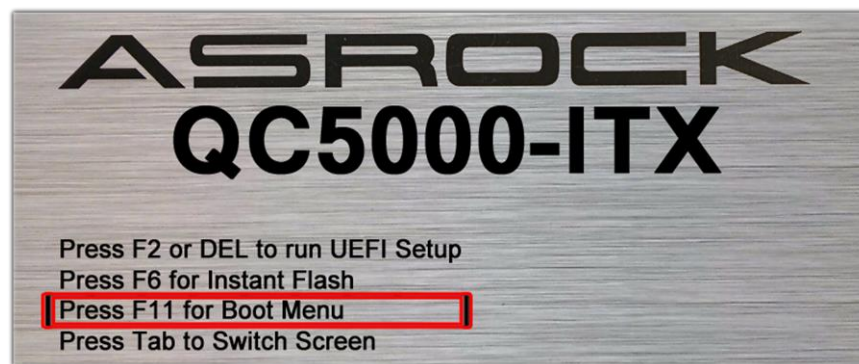 ASROCK
QC5000-ITX
Press F2 or DEL to run UEFI Setup
Press F6 for Instant Flash
Press F11 for Boot Menu
Press Tab to Switch Screen